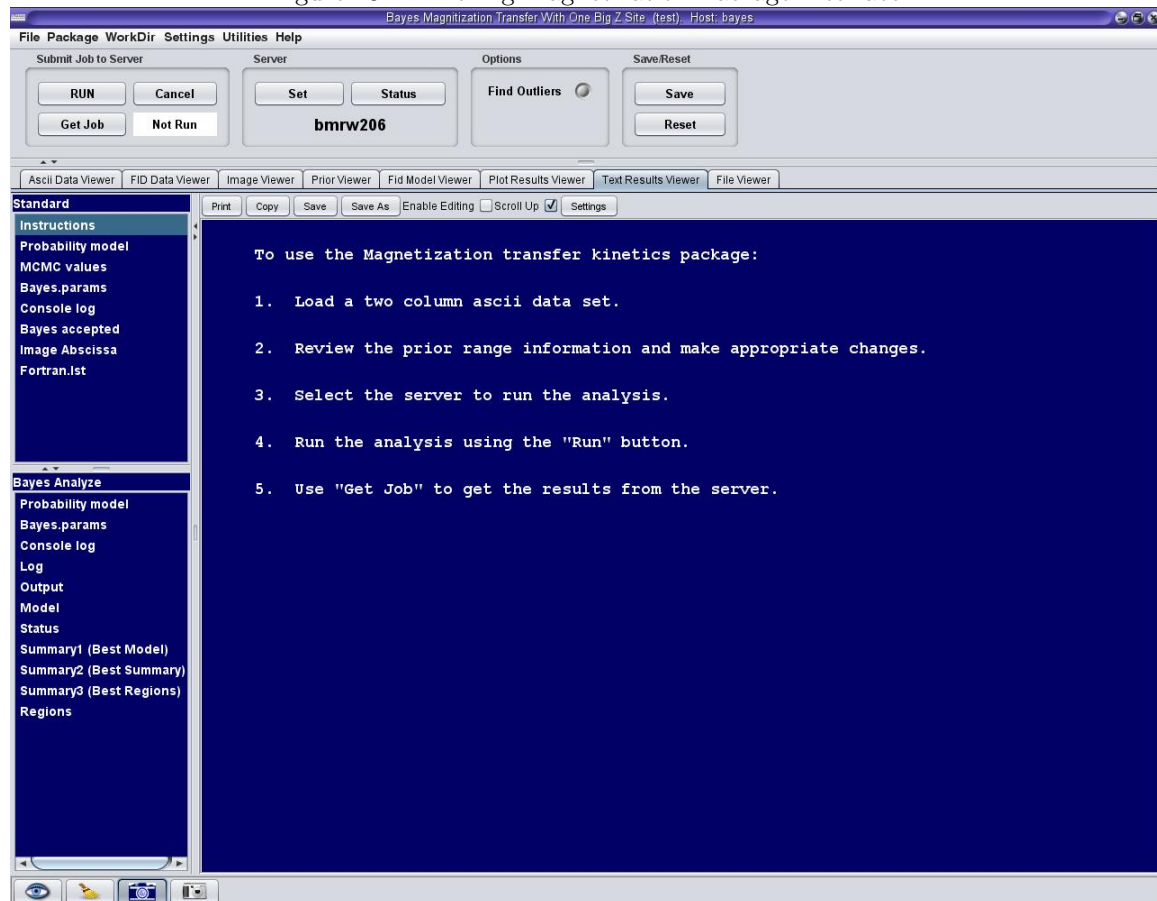 Bayes Magnitization Transfer With One Big Z Site (test). Host: bayes
File Package WorkDir Settings Utilities Help
Submit Job to Server Server Options Save/Reset
RUN Cancel Set Status Find Outliers Save
Get Job Not Run bmrw206 Reset
Ascii Data Viewer FID Data Viewer Image Viewer Prior Viewer Fid Model Viewer Plot Results Viewer Text Results Viewer File Viewer
Standard
Print Copy Save Save As Enable Editing Scroll Up Settings
Instructions
Probability model
MCMC values
Bayes.params
Console log
Bayes accepted
Image Abscissa
Fortran.lst
To use the Magnetization transfer kinetics package:
1. Load a two column ascii data set.
2. Review the prior range information and make appropriate changes.
3. Select the server to run the analysis.
4. Run the analysis using the "Run" button.
5. Use "Get Job" to get the results from the server.
Bayes Analyze
Probability model
Bayes.params
Console log
Log
Output
Model
Status
Summary1 (Best Model)
Summary2 (Best Summary)
Summary3 (Best Regions)
Regions